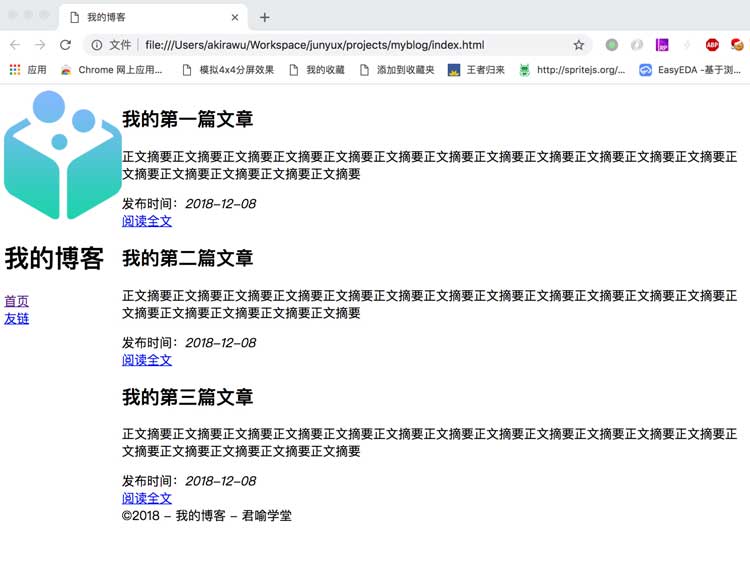 我的博客
文件 file:///Users/akirawu/Workspace/junyux/projects/myblog/index.html
应用 Chrome 网上应用... 模拟4x4分屏效果 我的收藏 添加到收藏夹 王者归来 http://spritejs.org/... EasyEDA -基于浏...
RP ABP
我的博客
首页
友链
我的第一篇文章
正文摘要正文摘要正文摘要正文摘要正文摘要正文摘要正文摘要正文摘要正文摘要正文摘要正文摘要正文摘要正
文摘要正文摘要正文摘要正文摘要正文摘要
发布时间：2018-12-08
阅读全文
我的第二篇文章
正文摘要正文摘要正文摘要正文摘要正文摘要正文摘要正文摘要正文摘要正文摘要正文摘要正文摘要正文摘要正
文摘要正文摘要正文摘要正文摘要正文摘要
发布时间：2018-12-08
阅读全文
我的第三篇文章
正文摘要正文摘要正文摘要正文摘要正文摘要正文摘要正文摘要正文摘要正文摘要正文摘要正文摘要正文摘要正
文摘要正文摘要正文摘要正文摘要正文摘要
发布时间：2018-12-08
阅读全文
©2018 – 我的博客 – 君喻学堂